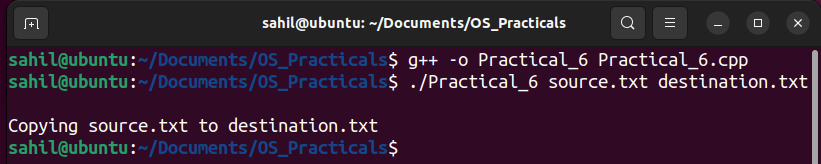 sahil@ubuntu: ~/Documents/OS_Practicals
sahil@ubuntu:~/Documents/OS_Practicals$ g++ -o Practical_6 Practical_6.cpp
sahil@ubuntu:~/Documents/OS_Practicals$ ./Practical_6 source.txt destination.txt
Copying source.txt to destination.txt
sahil@ubuntu:~/Documents/OS_Practicals$